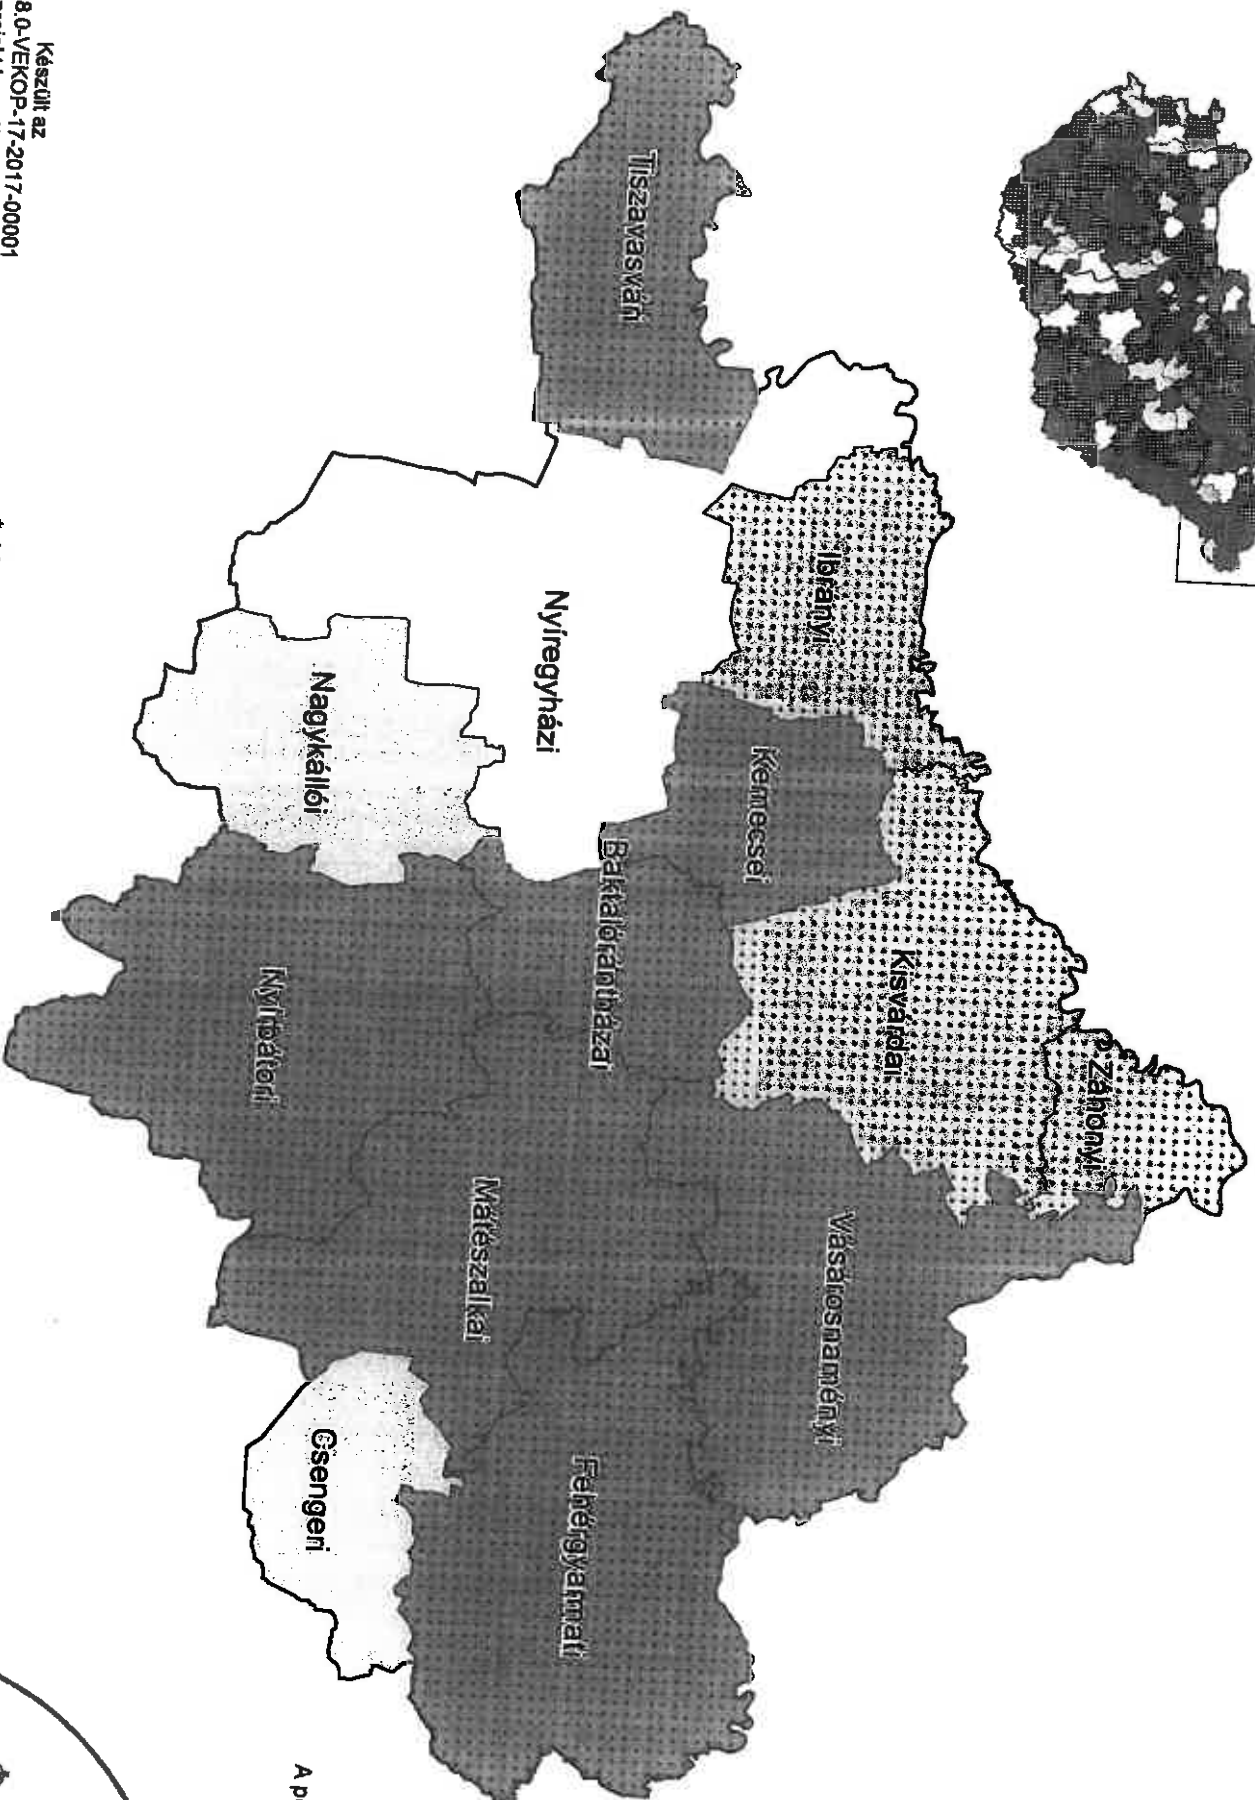 Záhonyi
Kisvárdai
Vásárosnaményi
Ibrányi
Kemecsei
Tiszavasvári
Baktalórántházai
Fehérgyarmati
Nyíregyházi
Mátészalkai
Nagykállói
Csengeri
A p
Nyírbátori
Készült az
8.0-VEKOP-17-2017-00001